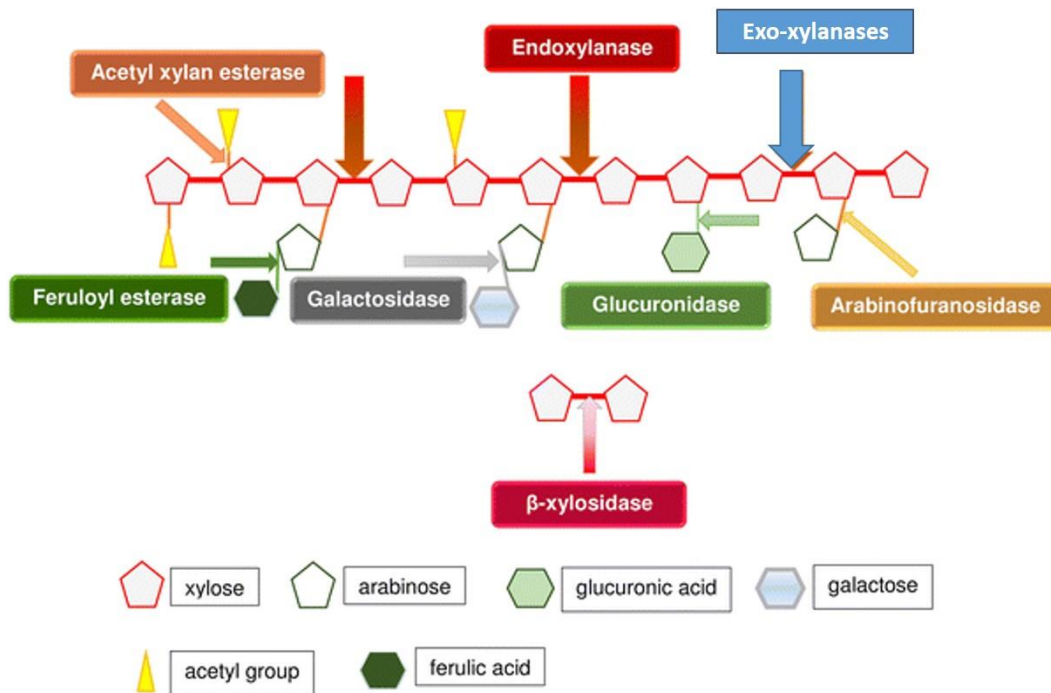 Exo-xylanases
Endoxylanase
Acetyl xylan esterase
Feruloyl esterase
Galactosidase
Glucuronidase
Arabinofuranosidase
β-xylosidase
xylose
arabinose
glucuronic acid
galactose
acetyl group
ferulic acid